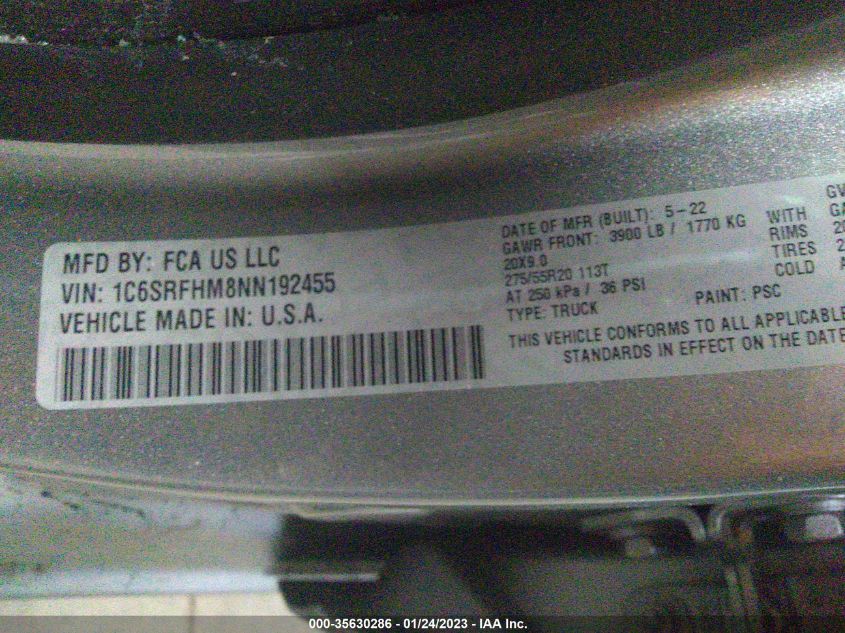 MFD BY: FCA US LLC
VIN: 1C6SRFHM8NN192455
VEHICLE MADE IN: U.S.A.
DATE OF MFR (BUILT): 5-22
GAWR FRONT: 3900 LB / 1770 KG
20X9.0
275/55R20 113T
AT 250 kPa / 36 PSI
TYPE: TRUCK
PAINT: PSC
WITH
RIMS
TIRES
COLD
THIS VEHICLE CONFORMS TO ALL APPLICABLE
STANDARDS IN EFFECT ON THE DATE
000-35630286 - 01/24/2023 - IAA Inc.